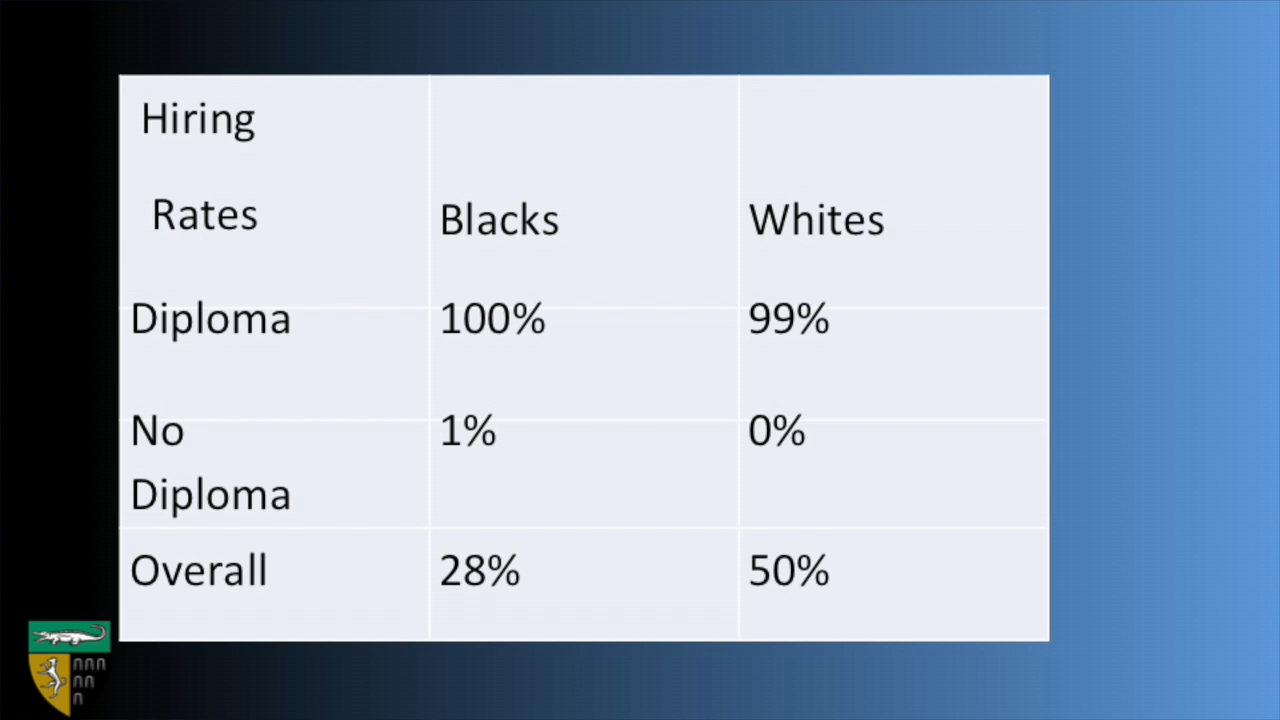 Hiring
Rates Blacks Whites
Diploma 100% 99%
No 1% 0%
Diploma
Overall 28% 50%